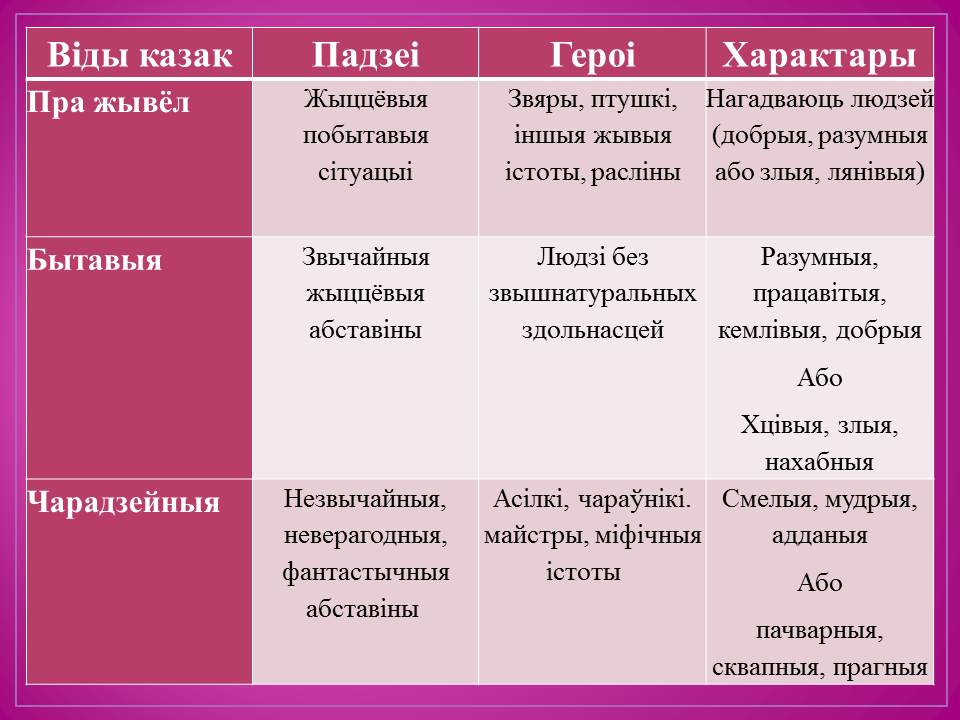 Віды казак
Падзеі
Героі
Характары
Пра жывёл
Жыццёвыя
побытавыя
сітуацыі
Звяры, птушкі,
іншыя жывыя
істоты, расліны
Нагадваюць людзей
(добрыя, разумныя
або злыя, лянівыя)
Бытавыя
Звычайныя
жыццёвыя
абставіны
Людзі без
звышнатуральных
здольнасцей
Разумныя,
працавітыя,
кемлівыя, добрыя
Або
Хцівыя, злыя,
нахабныя
Чарадзейныя
Незвычайныя,
неверагодныя,
фантастычныя
абставіны
Асілкі, чараўнікі.
майстры, міфічныя
істоты
Смелыя, мудрыя,
адданыя
Або
пачварныя,
сквапныя, прагныя